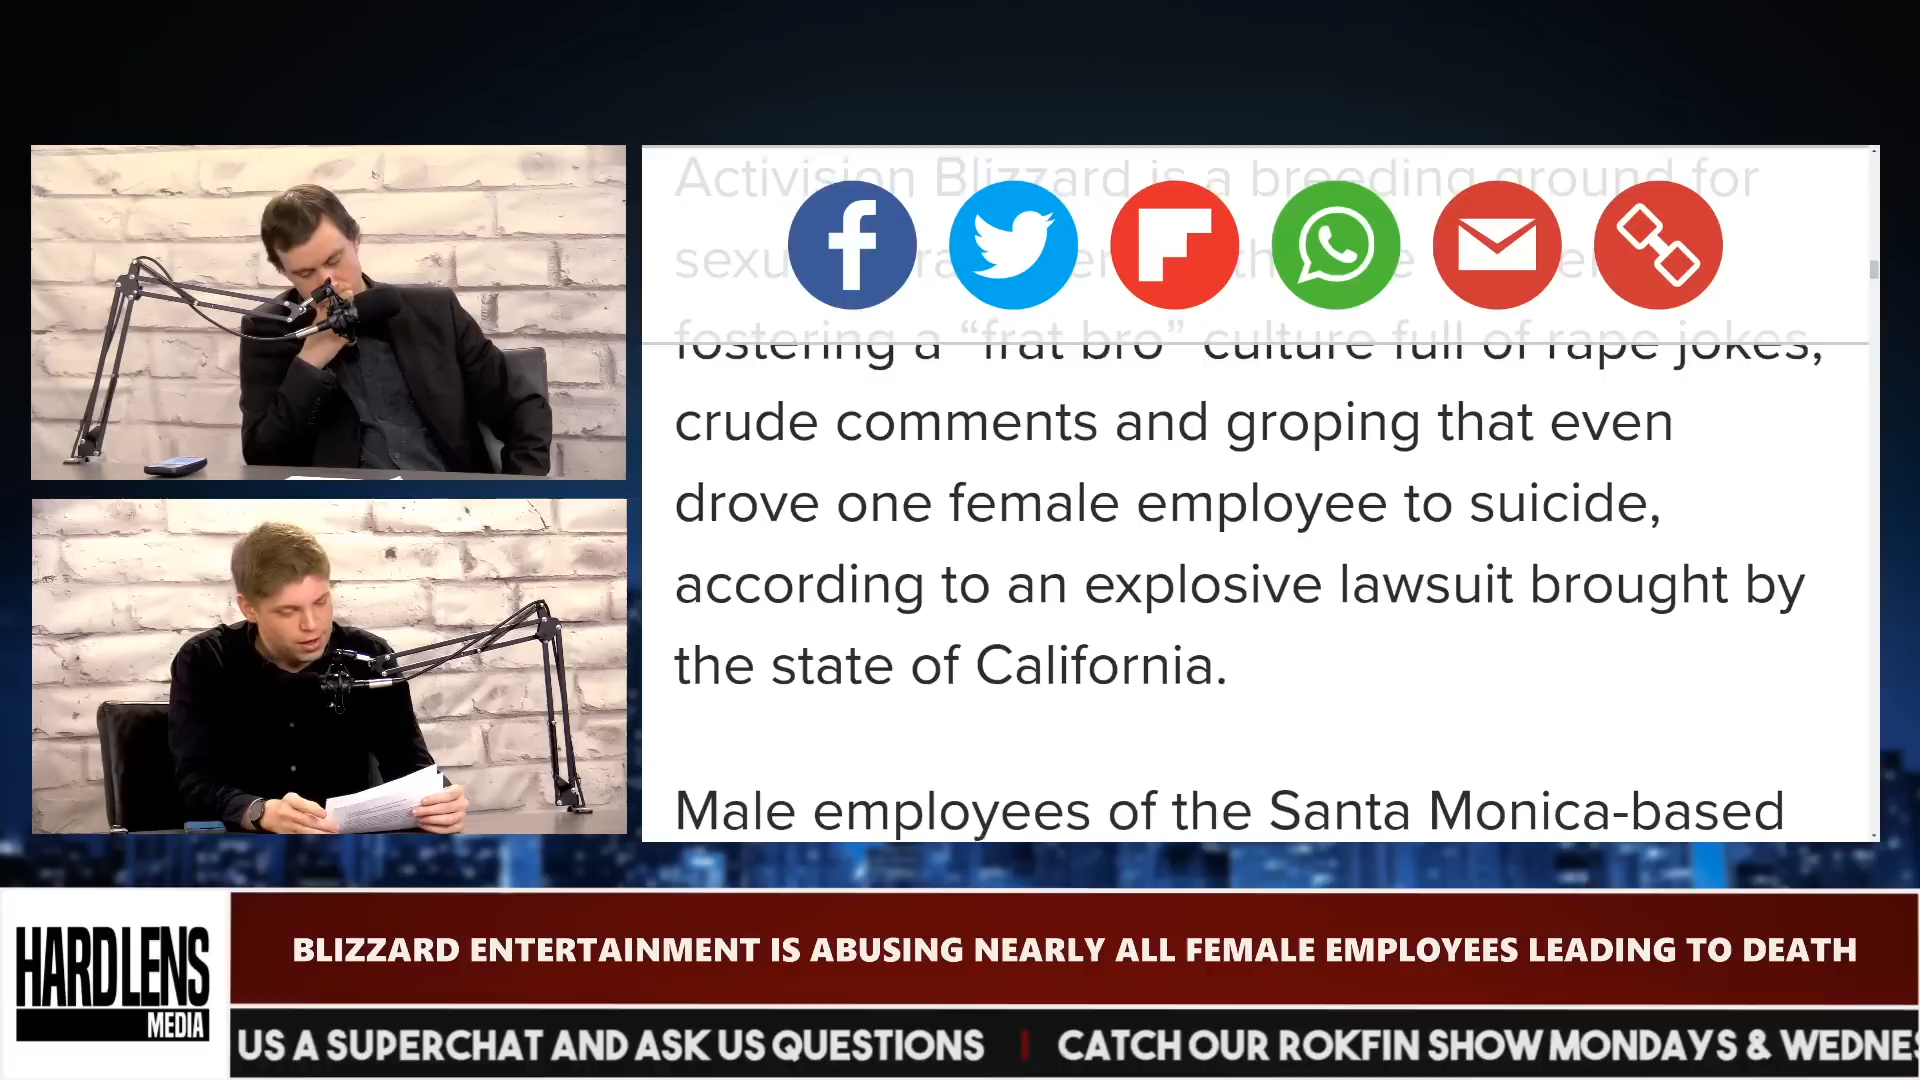 Activision Blizzard is a breeding ground for
fostering a “frat bro” culture full of rape jokes,
crude comments and groping that even
drove one female employee to suicide,
according to an explosive lawsuit brought by
the state of California.
Male employees of the Santa Monica-based
HARD LENS
MEDIA
BLIZZARD ENTERTAINMENT IS ABUSING NEARLY ALL FEMALE EMPLOYEES LEADING TO DEATH
US A SUPERCHAT AND ASK US QUESTIONS | CATCH OUR ROKFIN SHOW MONDAYS & WEDNES